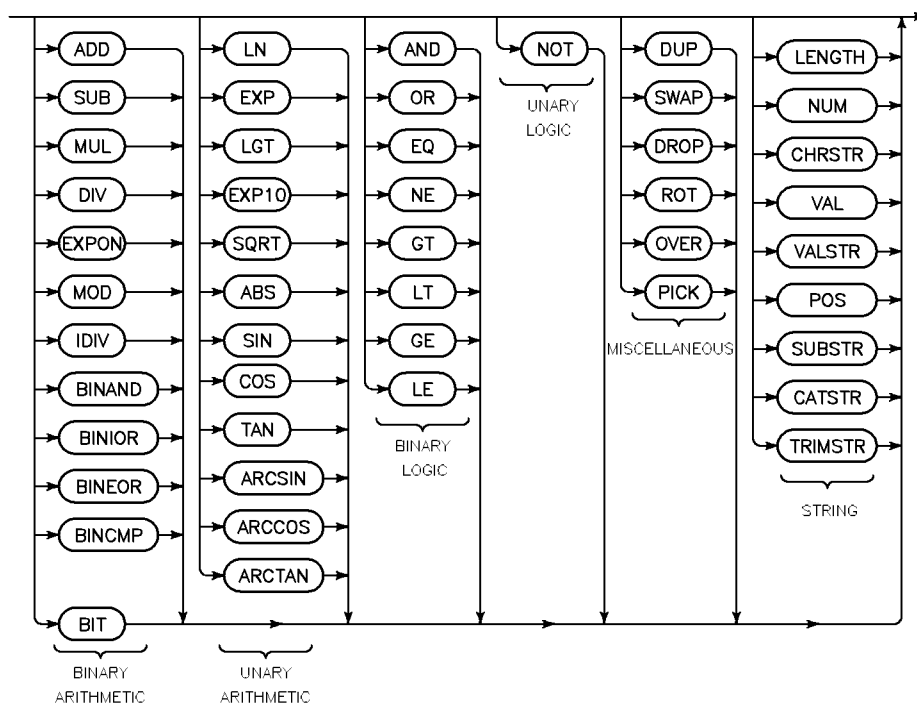 ADD
SUB
MUL
DIV
EXPON
MOD
IDIV
BINAND
BINIOR
BINEOR
BINCMP
BIT
BINARY
ARITHMETIC
LN
EXP
LGT
EXP10
SQRT
ABS
SIN
COS
TAN
ARCSIN
ARCCOS
ARCTAN
UNARY
ARITHMETIC
AND
OR
EQ
NE
GT
LT
GE
LE
BINARY
LOGIC
NOT
UNARY
LOGIC
DUP
SWAP
DROP
ROT
OVER
PICK
MISCELLANEOUS
LENGTH
NUM
CHRSTR
VAL
VALSTR
POS
SUBSTR
CATSTR
TRIMSTR
STRING